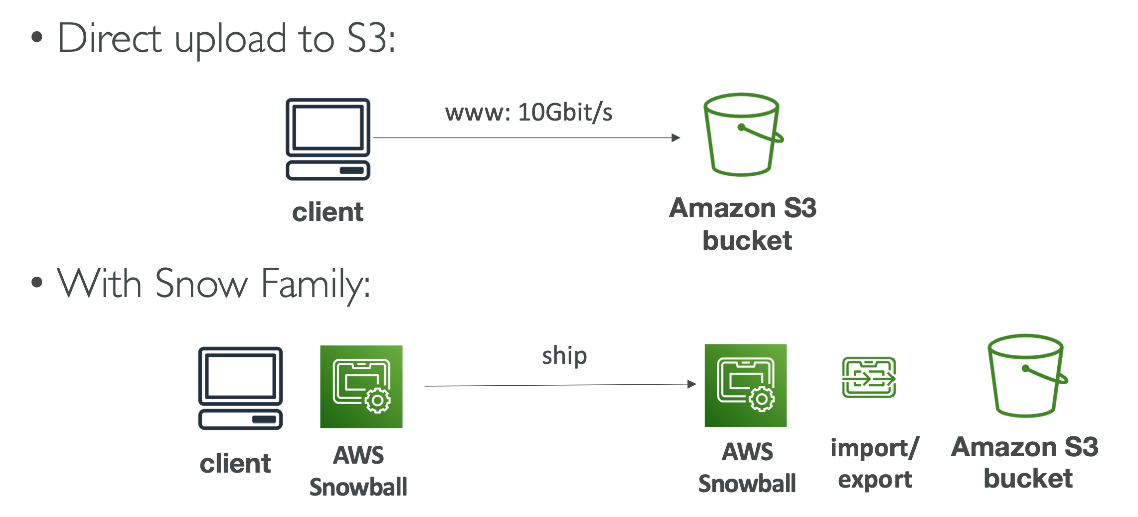 • Direct upload to S3:
www: 10Gbit/s
client
Amazon S3
bucket
• With Snow Family:
ship
client
AWS
Snowball
AWS
Snowball
import/
export
Amazon S3
bucket